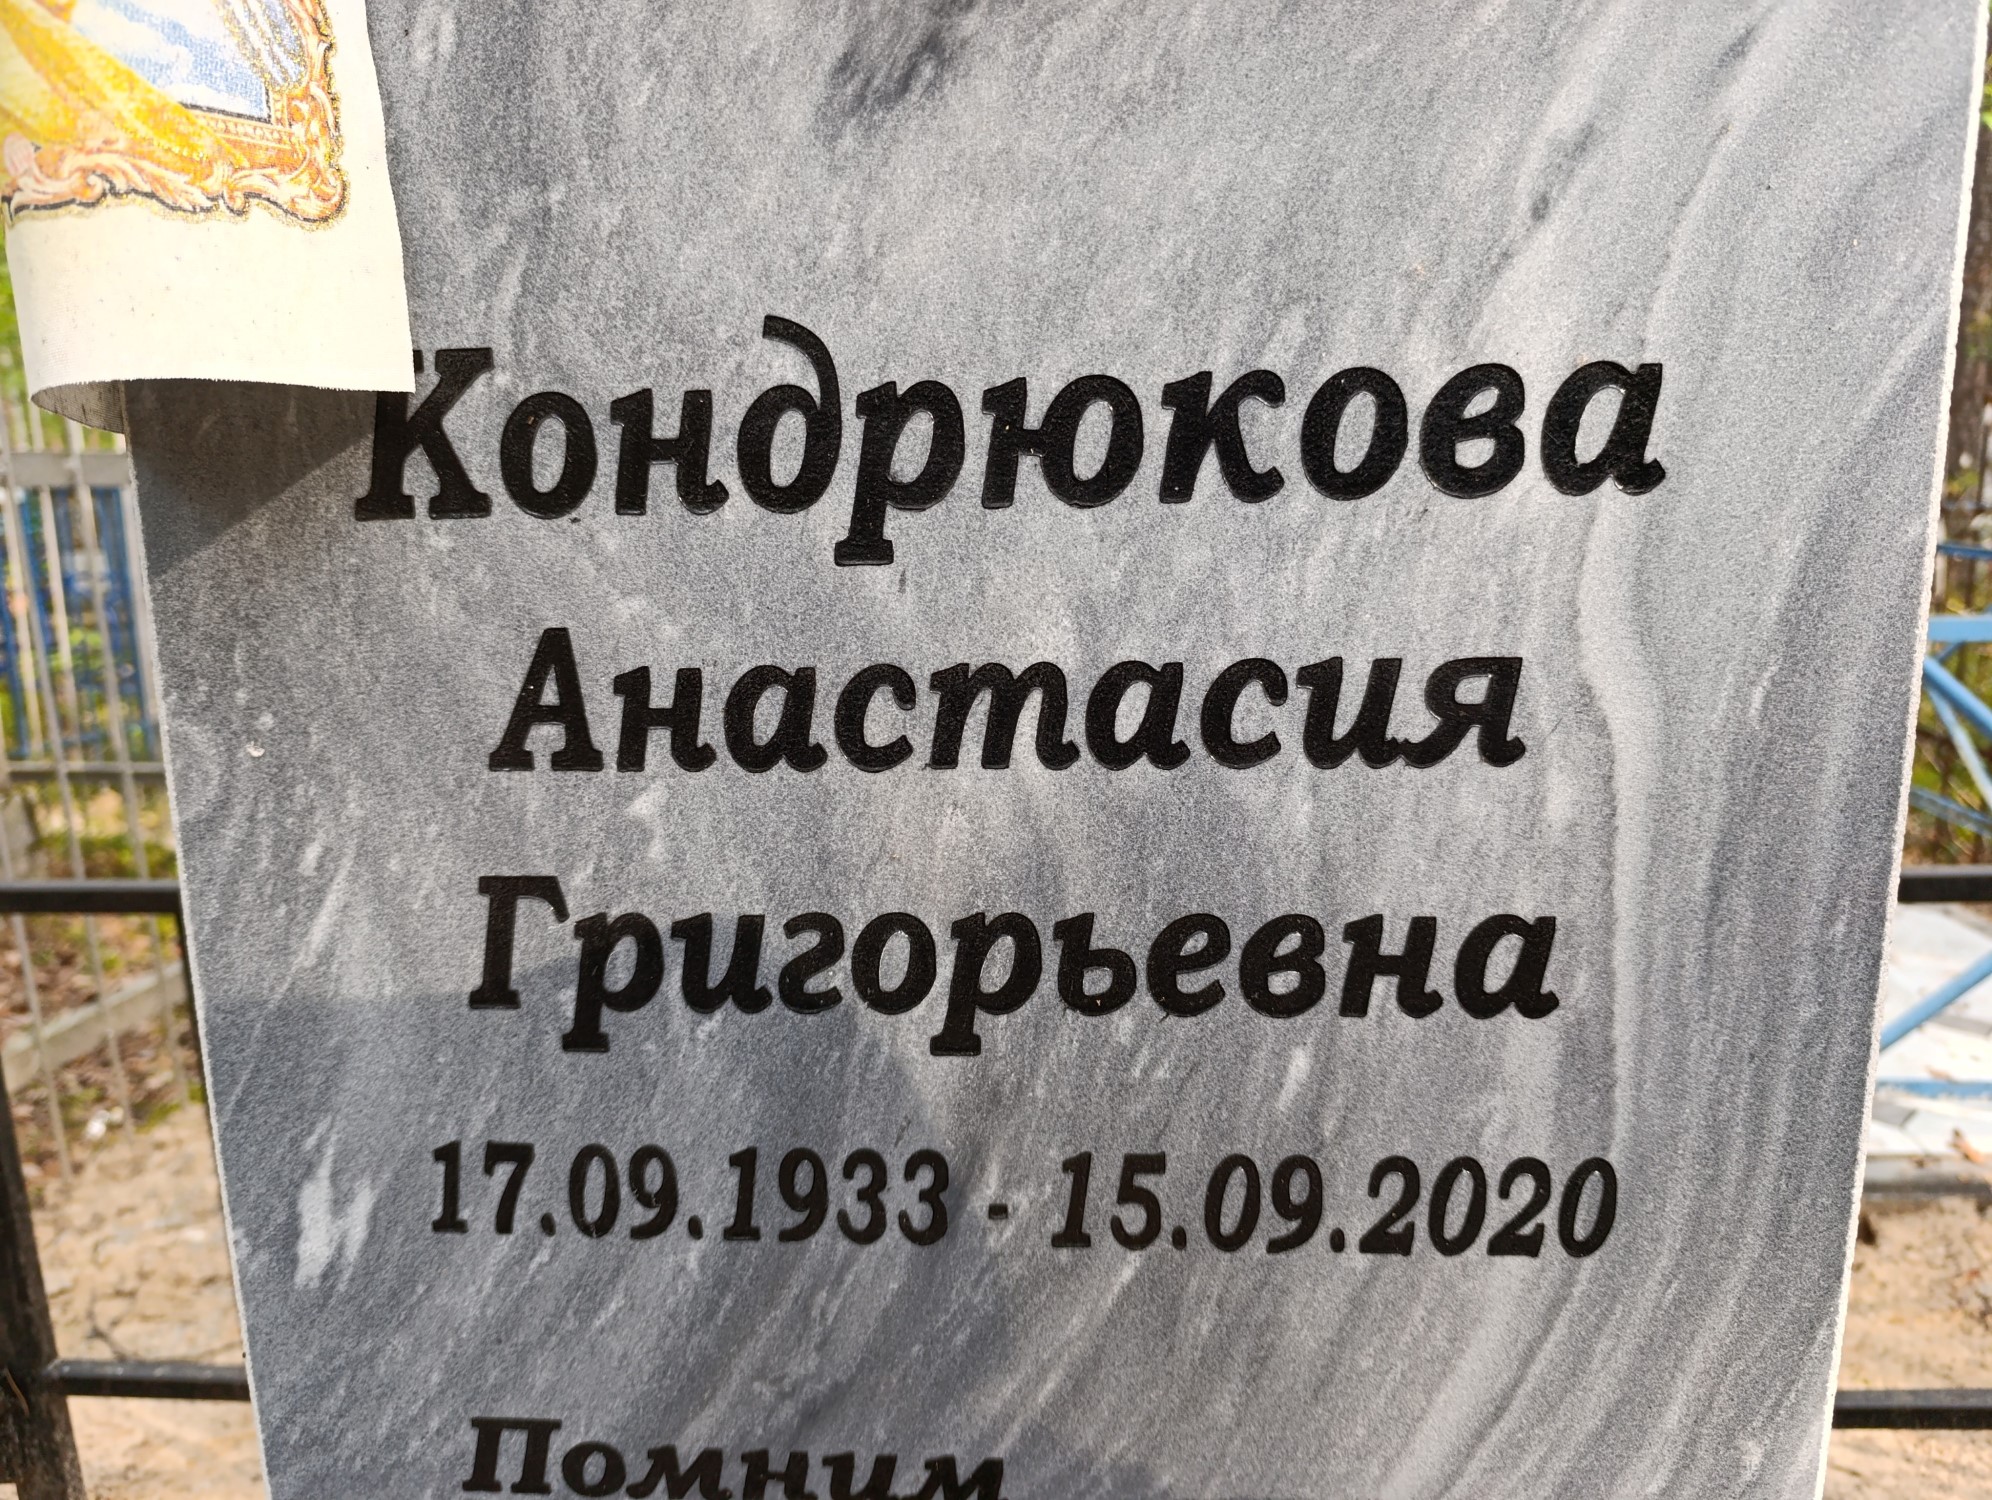 Кондрюкова
Анастасия
Григорьевна
17.09.1933 - 15.09.2020
Помним